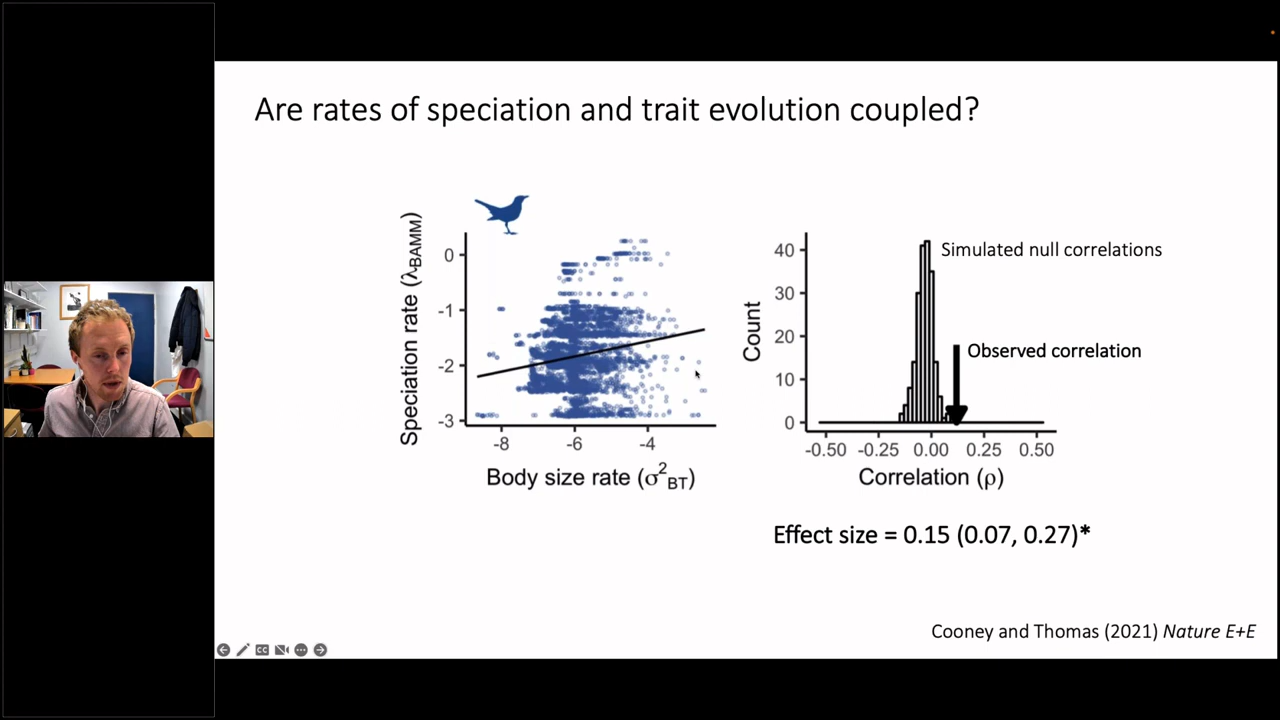 Are rates of speciation and trait evolution coupled?
Speciation rate (λBAMM)
0
-1
-2
-3
-8 -6 -4
Body size rate (σ²BT)
Count
40
30
20
10
0
Simulated null correlations
Observed correlation
-0.50 -0.25 0.00 0.25 0.50
Correlation (ρ)
Effect size = 0.15 (0.07, 0.27)*
Cooney and Thomas (2021) Nature E+E
CC